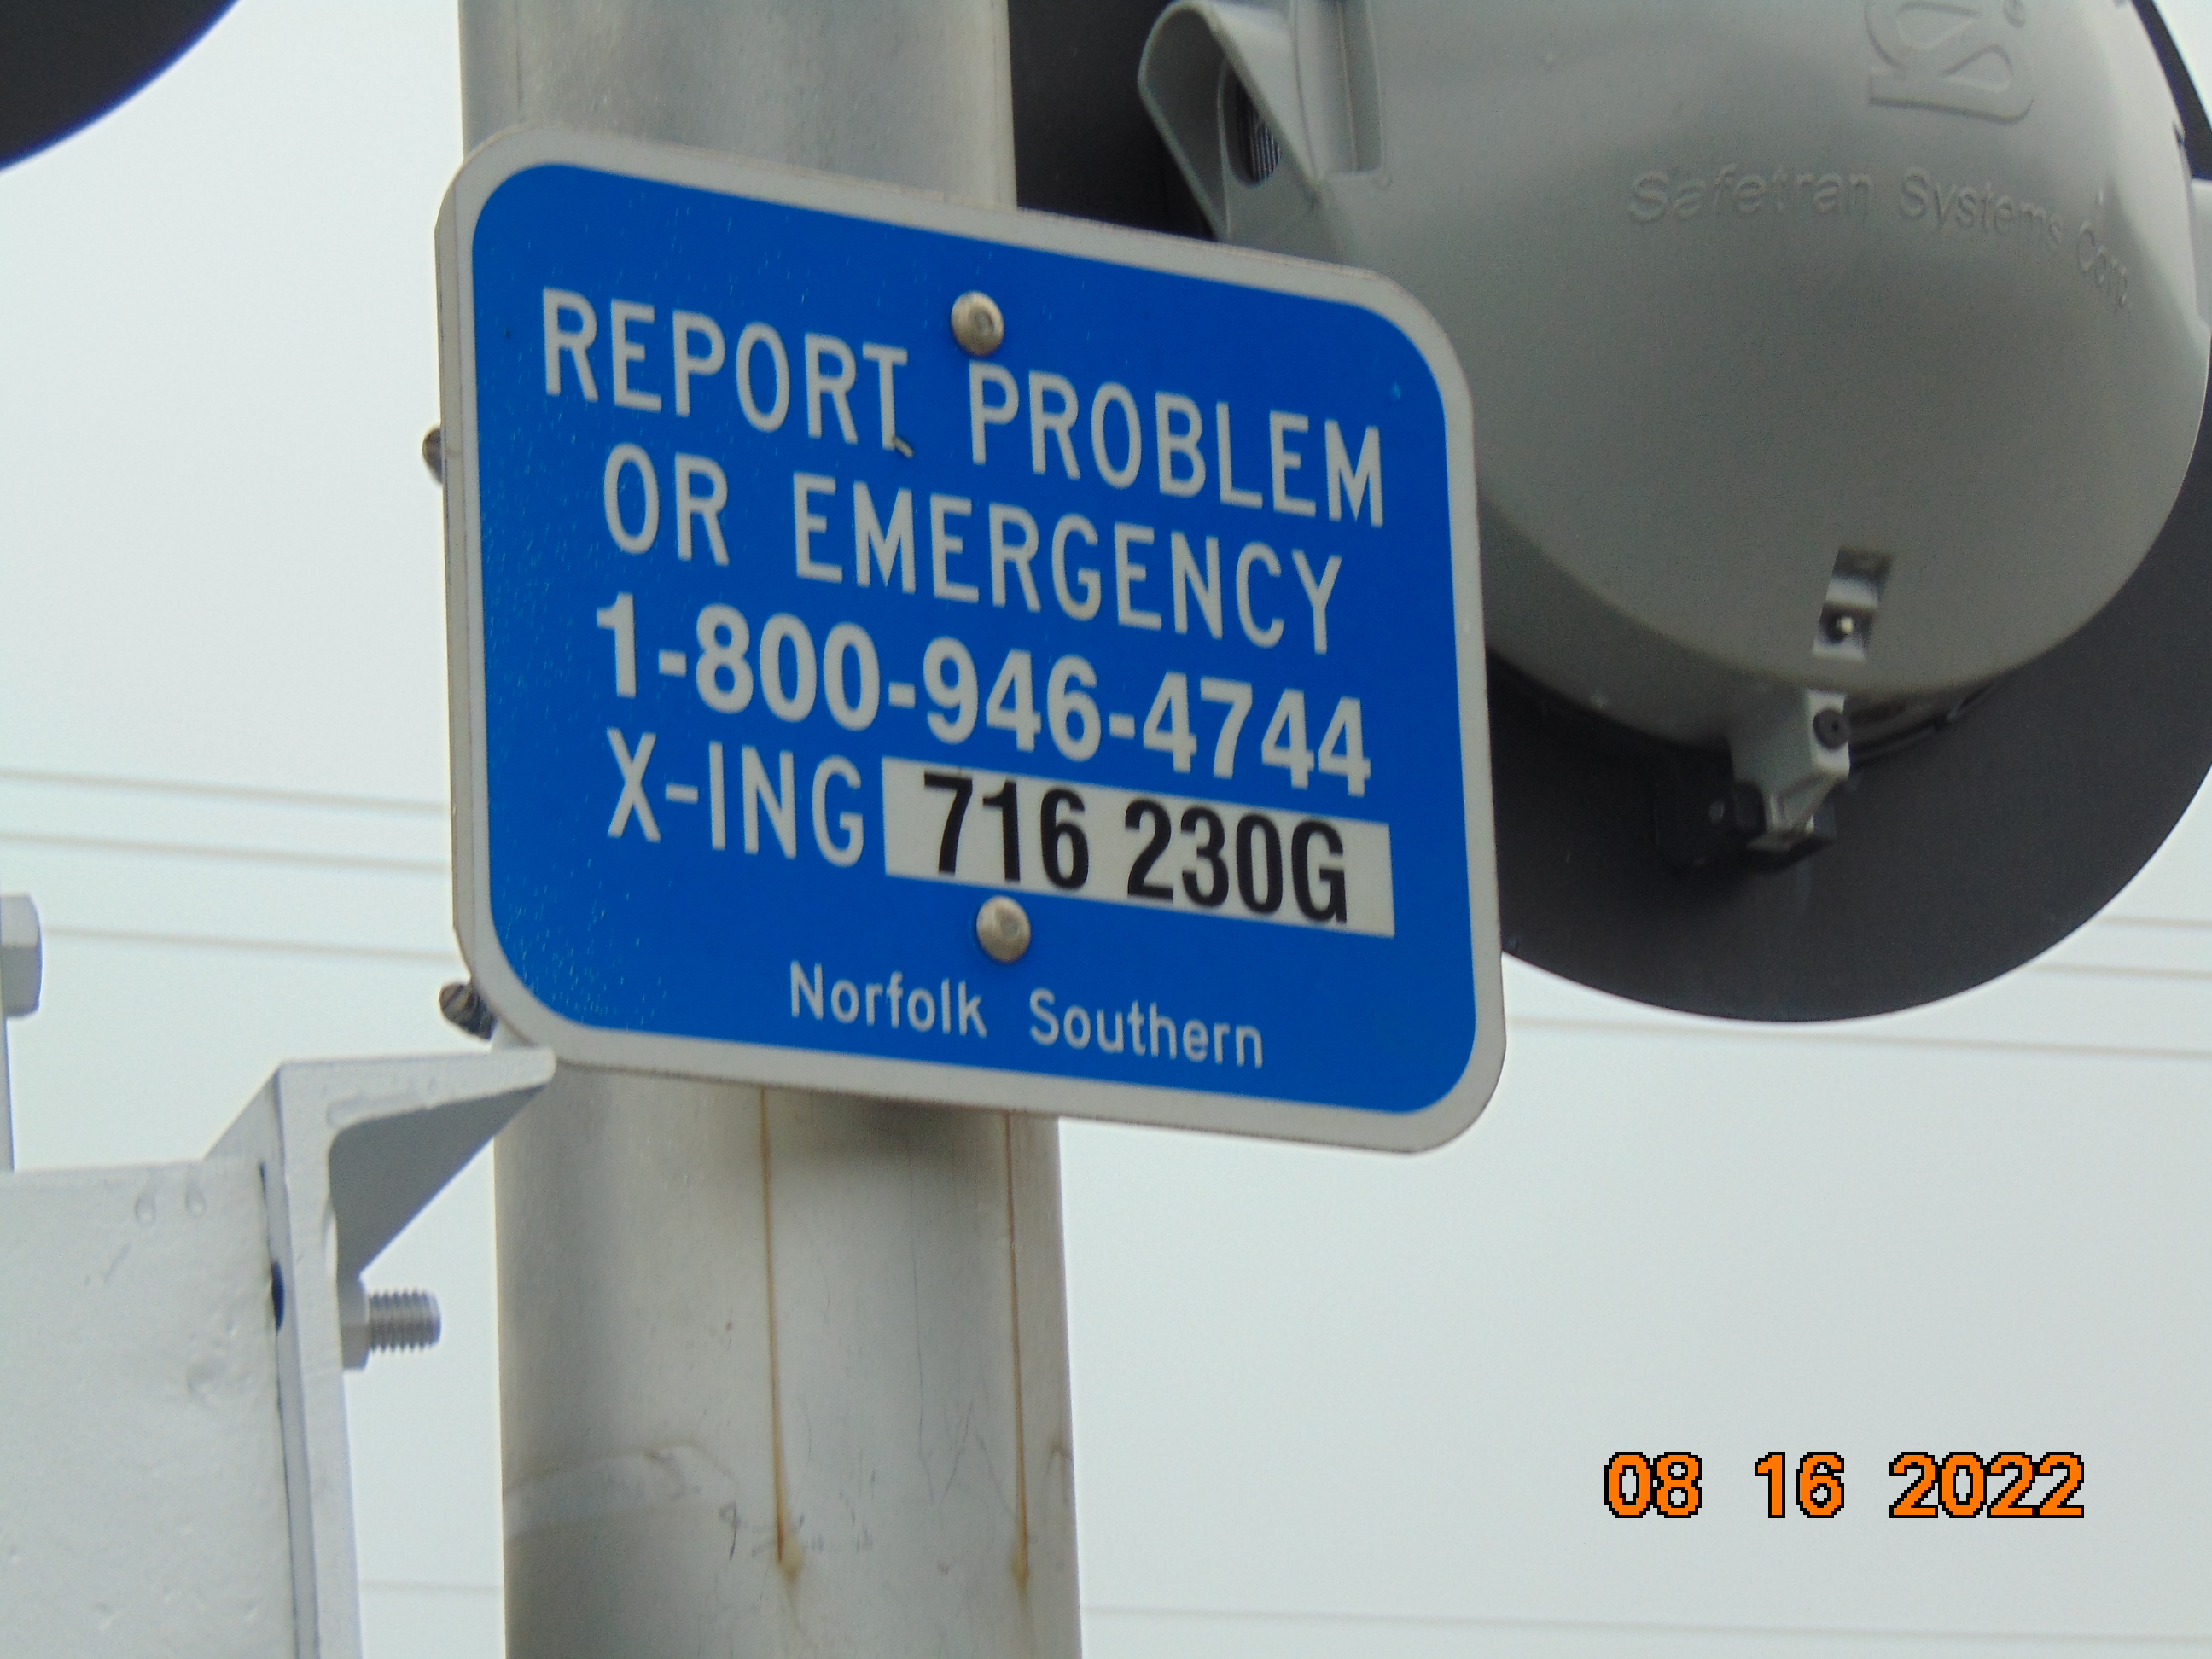 Safetran Systems Corp.
REPORT PROBLEM
OR EMERGENCY
1-800-946-4744
X-ING 716 230G
Norfolk Southern
08 16 2022